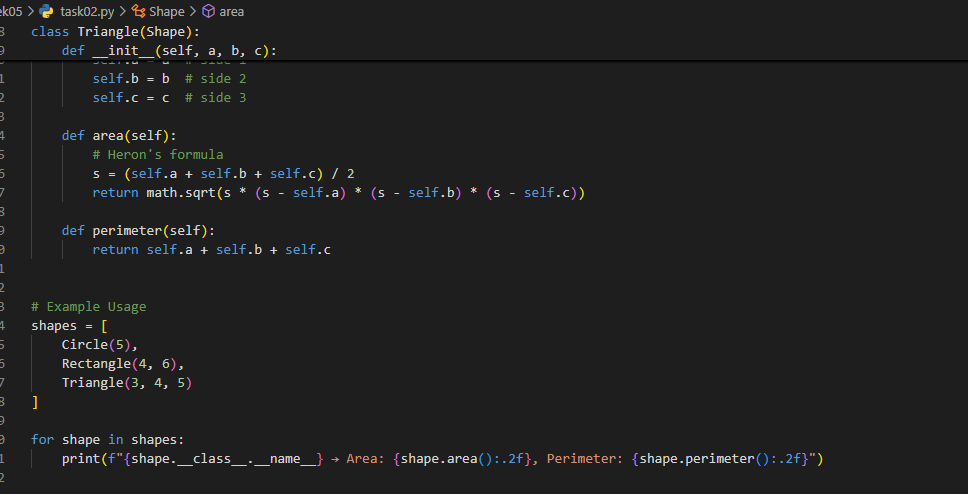 ek05 > task02.py > Shape > area
8 class Triangle(Shape):
9 def __init__(self, a, b, c):
1 self.b = b # side 2
2 self.c = c # side 3
3
4 def area(self):
5 # Heron's formula
6 s = (self.a + self.b + self.c) / 2
7 return math.sqrt(s * (s - self.a) * (s - self.b) * (s - self.c))
8
9 def perimeter(self):
0 return self.a + self.b + self.c
1
2
3 # Example Usage
4 shapes = [
5 Circle(5),
6 Rectangle(4, 6),
7 Triangle(3, 4, 5)
8 ]
9
0 for shape in shapes:
1 print(f"{shape.__class__.__name__} → Area: {shape.area():.2f}, Perimeter: {shape.perimeter():.2f}")
2